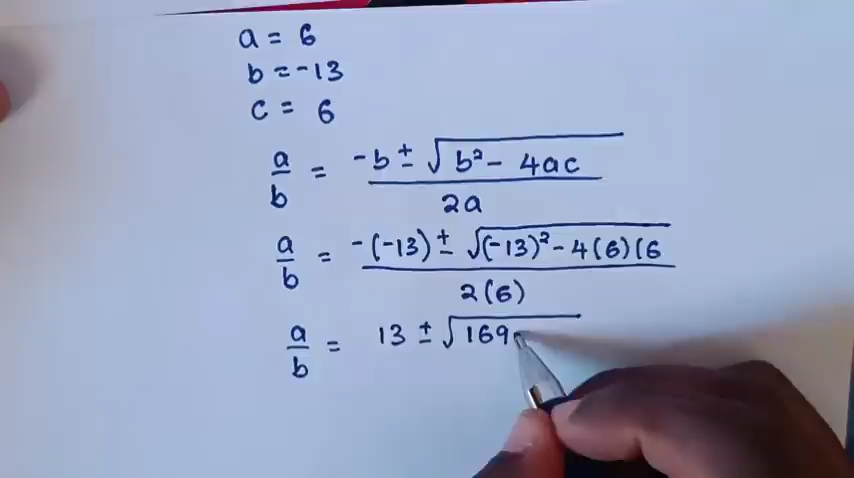 a = 6
b = -13
c = 6
a/b = -b ± √(b² - 4ac) / 2a
a/b = -(-13) ± √((-13)² - 4(6)(6 / 2(6)
a/b = 13 ± √169